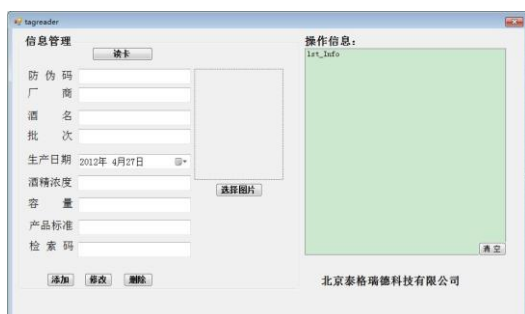 tagreader
信息管理
读卡
防伪码
厂商
酒名
批次
生产日期 2012年 4月27日
酒精浓度
容量
产品标准
检索码
选择图片
添加 修改 删除
操作信息：
lst_Info
清空
北京泰格瑞德科技有限公司